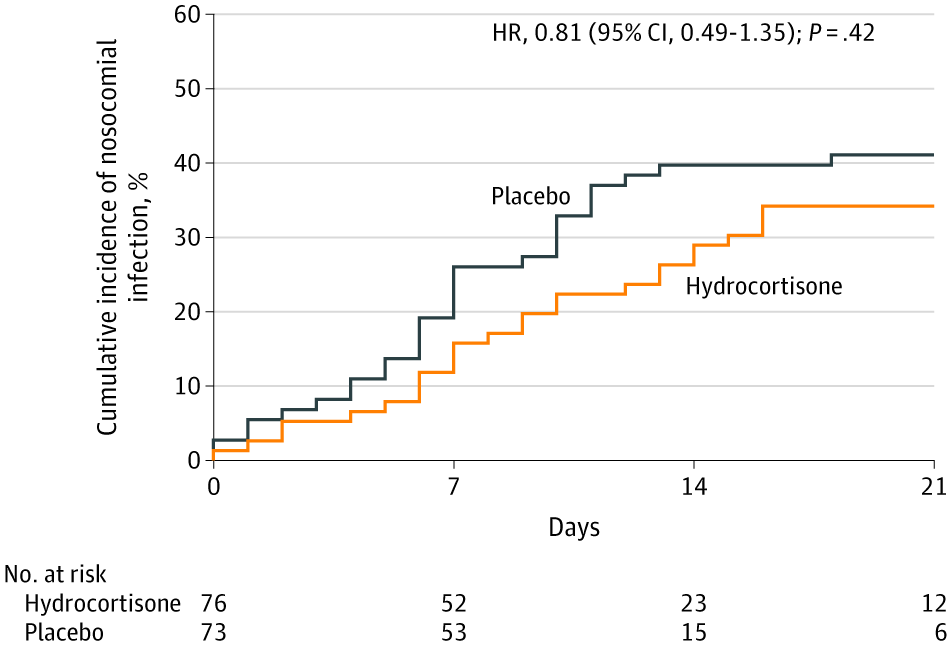 HR, 0.81 (95% CI, 0.49-1.35); P = .42
60
50
40
30
20
10
0
Cumulative incidence of nosocomial
infection, %
Placebo
Hydrocortisone
0 7 14 21
Days
No. at risk
Hydrocortisone 76 52 23 12
Placebo 73 53 15 6